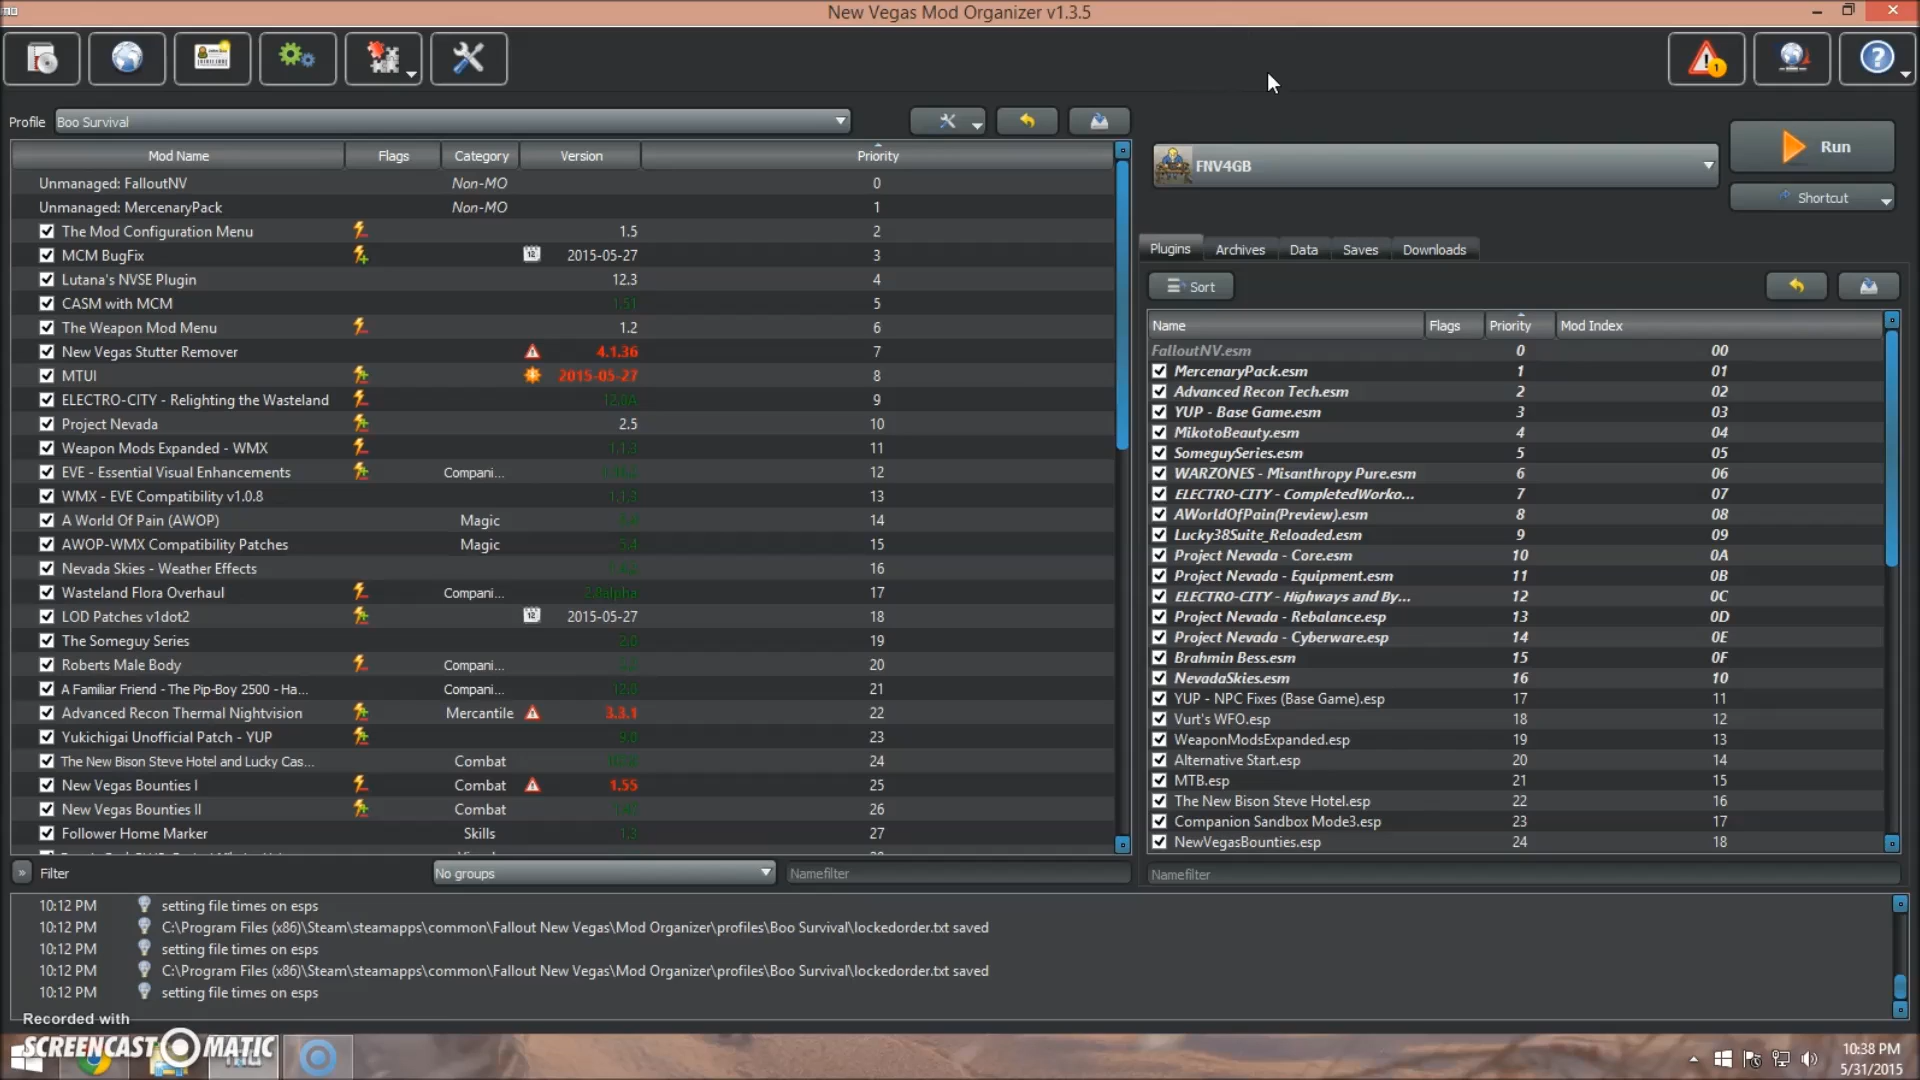 New Vegas Mod Organizer v1.3.5
Profile Boo Survival
Mod Name Flags Category Version Priority
Unmanaged: FalloutNV Non-MO 0
Unmanaged: MercenaryPack Non-MO 1
The Mod Configuration Menu 1.5 2
MCM BugFix 12 2015-05-27 3
Lutana's NVSE Plugin 12.3 4
CASM with MCM 1.51 5
The Weapon Mod Menu 1.2 6
New Vegas Stutter Remover 4.1.36 7
MTUI 2015-05-27 8
ELECTRO-CITY - Relighting the Wasteland 9
Project Nevada 2.5 10
Weapon Mods Expanded - WMX 11
EVE - Essential Visual Enhancements Compani... 12
WMX - EVE Compatibility v1.0.8 13
A World Of Pain (AWOP) Magic 14
AWOP-WMX Compatibility Patches Magic 15
Nevada Skies - Weather Effects 16
Wasteland Flora Overhaul Compani... 17
LOD Patches v1dot2 12 2015-05-27 18
The Someguy Series 2.0 19
Roberts Male Body Compani... 20
A Familiar Friend - The Pip-Boy 2500 - Ha... Compani... 21
Advanced Recon Thermal Nightvision Mercantile 3.3.1 22
Yukichigai Unofficial Patch - YUP 9.0 23
The New Bison Steve Hotel and Lucky Cas... Combat 24
New Vegas Bounties I Combat 1.55 25
New Vegas Bounties II Combat 26
Follower Home Marker Skills 1.3 27
Filter No groups Namefilter
1
FNV4GB
Run
Shortcut
Plugins Archives Data Saves Downloads
Sort
Name Flags Priority Mod Index
FalloutNV.esm 0 00
MercenaryPack.esm 1 01
Advanced Recon Tech.esm 2 02
YUP - Base Game.esm 3 03
MikotoBeauty.esm 4 04
SomeguySeries.esm 5 05
WARZONES - Misanthropy Pure.esm 6 06
ELECTRO-CITY - CompletedWorko... 7 07
AWorldOfPain(Preview).esm 8 08
Lucky38Suite_Reloaded.esm 9 09
Project Nevada - Core.esm 10 0A
Project Nevada - Equipment.esm 11 0B
ELECTRO-CITY - Highways and By... 12 0C
Project Nevada - Rebalance.esp 13 0D
Project Nevada - Cyberware.esp 14 0E
Brahmin Bess.esm 15 0F
NevadaSkies.esm 16 10
YUP - NPC Fixes (Base Game).esp 17 11
Vurt's WFO.esp 18 12
WeaponModsExpanded.esp 19 13
Alternative Start.esp 20 14
MTB.esp 21 15
The New Bison Steve Hotel.esp 22 16
Companion Sandbox Mode3.esp 23 17
NewVegasBounties.esp 24 18
Namefilter
10:12 PM setting file times on esps
10:12 PM C:\Program Files (x86)\Steam\steamapps\common\Fallout New Vegas\Mod Organizer\profiles\Boo Survival\lockedorder.txt saved
10:12 PM setting file times on esps
10:12 PM C:\Program Files (x86)\Steam\steamapps\common\Fallout New Vegas\Mod Organizer\profiles\Boo Survival\lockedorder.txt saved
10:12 PM setting file times on esps
Recorded with
SCREENCAST MATIC
10:38 PM
5/31/2015